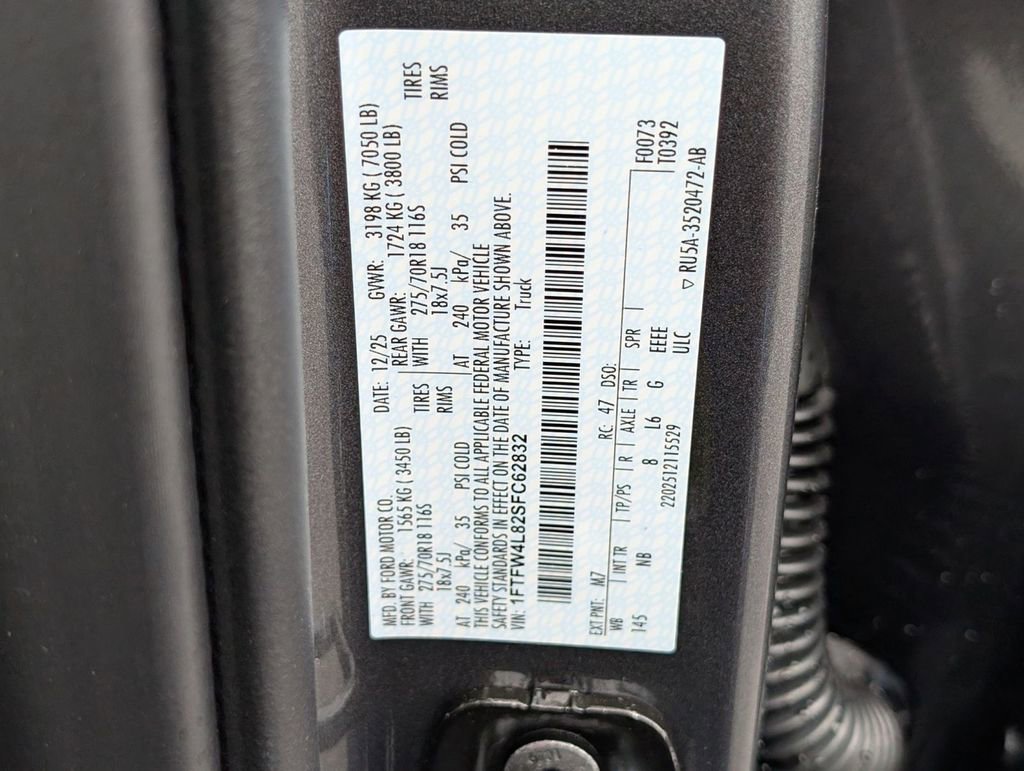 MFD. BY FORD MOTOR CO. DATE: 12/25 GVWR: 3198 KG ( 7050 LB)
FRONT GAWR: 1565 KG ( 3450 LB) REAR GAWR: 1724 KG ( 3800 LB)
WITH 275/70R18 116S TIRES WITH 275/70R18 116S TIRES
18x7.5J RIMS 18x7.5J RIMS
AT 240 kPa/ 35 PSI COLD AT 240 kPa/ 35 PSI COLD
THIS VEHICLE CONFORMS TO ALL APPLICABLE FEDERAL MOTOR VEHICLE
SAFETY STANDARDS IN EFFECT ON THE DATE OF MANUFACTURE SHOWN ABOVE.
VIN: 1FTFW4L82SFC62832 TYPE: Truck
EXT PNT: M7 RC: 47 DSO: F00073
WB INT TR TP/PS R AXLE TR SPR T0392
145 NB 8 L6 G EEEE
2202512115529 ULC
▽ RU5A-3520472-AB